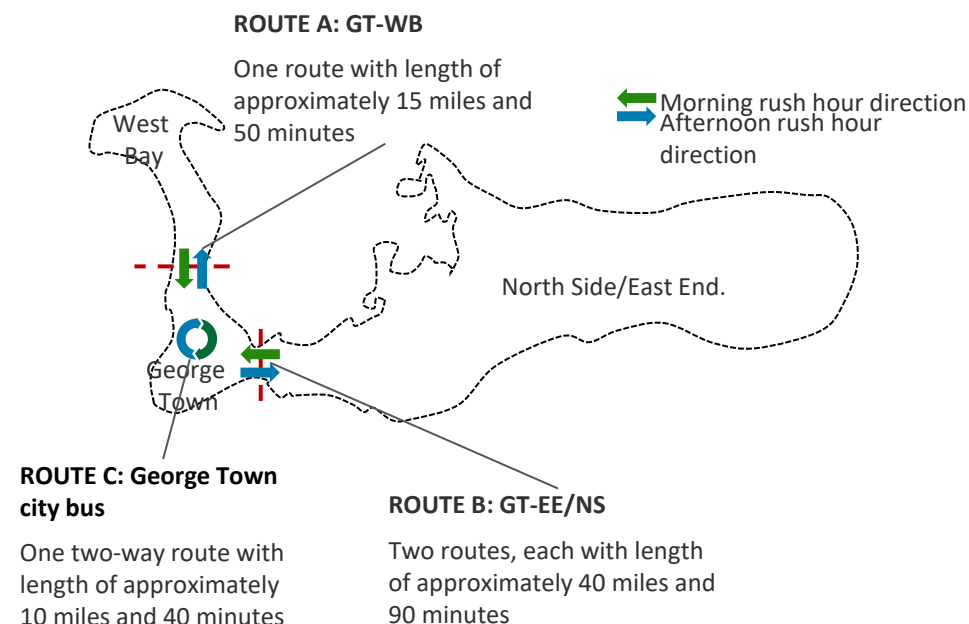 ROUTE A: GT-WB
One route with length of
approximately 15 miles and
50 minutes
Morning rush hour direction
Afternoon rush hour
direction
West
Bay
North Side/East End.
George
Town
ROUTE C: George Town
city bus
One two-way route with
length of approximately
10 miles and 40 minutes
ROUTE B: GT-EE/NS
Two routes, each with length
of approximately 40 miles and
90 minutes